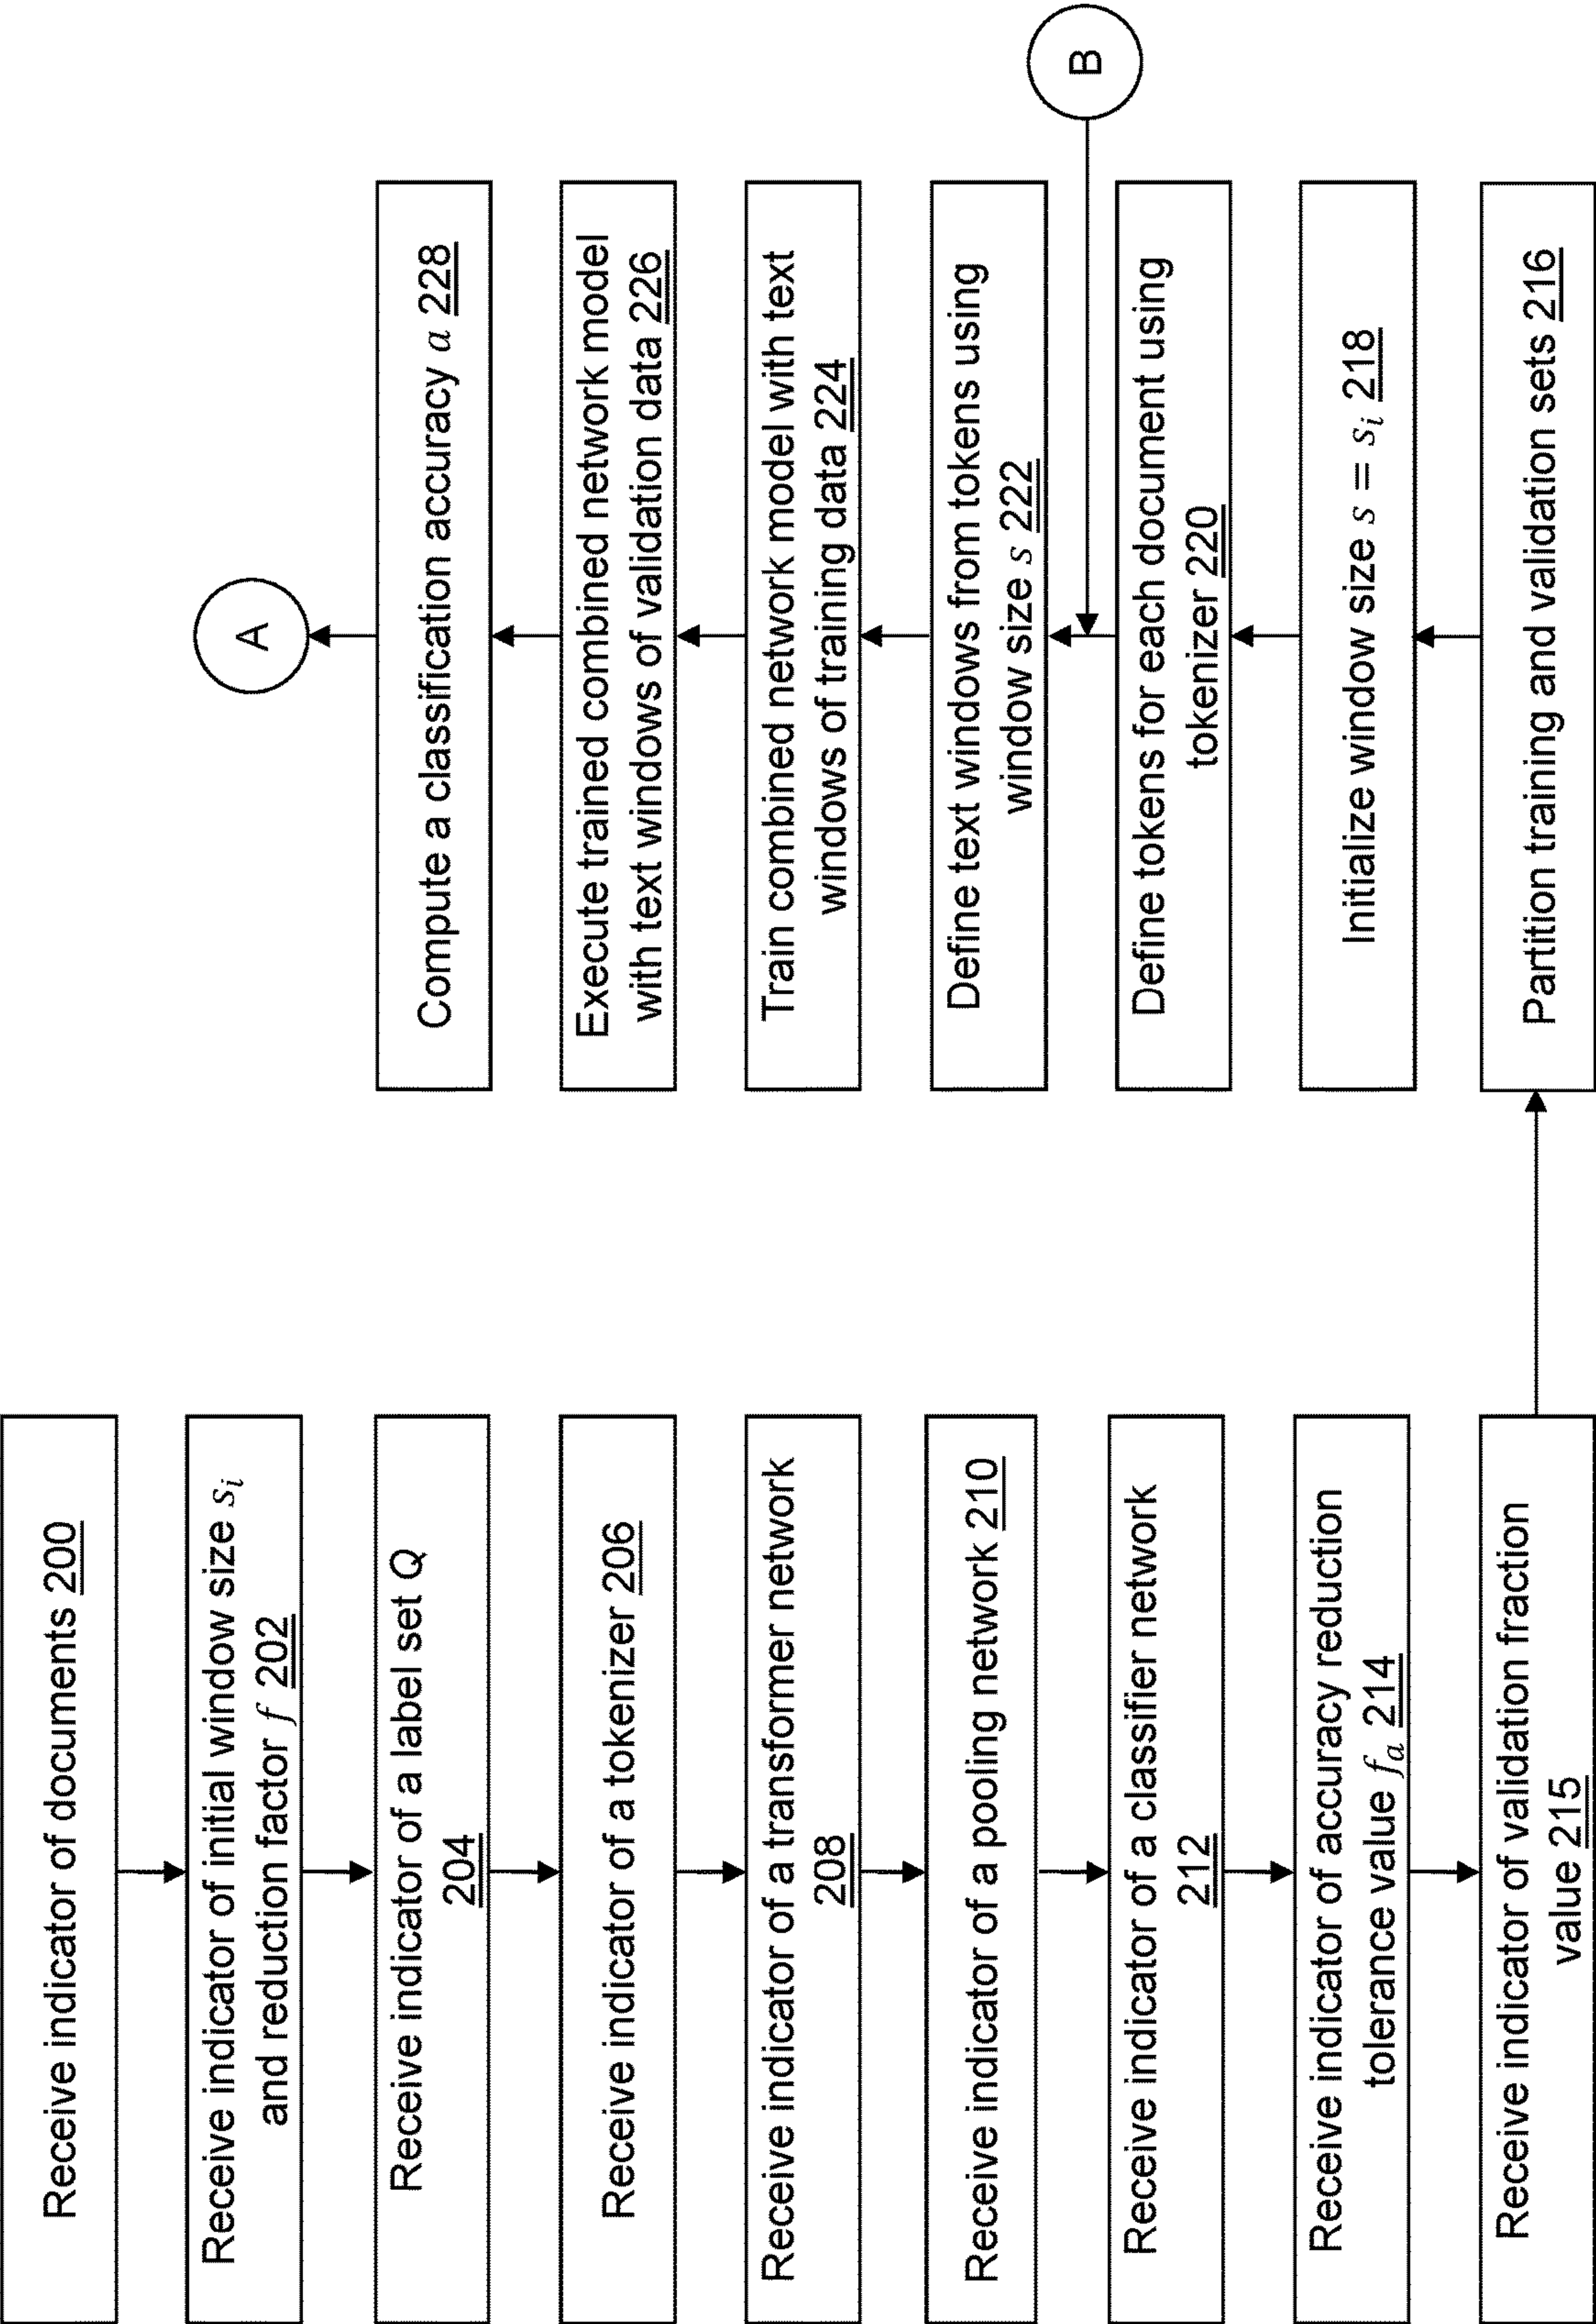 Receive indicator of documents 200
Receive indicator of initial window size sᵢ
and reduction factor f 202
Receive indicator of a label set Q
204
Receive indicator of a tokenizer 206
Receive indicator of a transformer network
208
Receive indicator of a pooling network 210
Receive indicator of a classifier network
212
Receive indicator of accuracy reduction
tolerance value fₐ 214
Receive indicator of validation fraction
value 215
Partition training and validation sets 216
Initialize window size s = sᵢ 218
Define tokens for each document using
tokenizer 220
B
Define text windows from tokens using
window size s 222
Train combined network model with text
windows of training data 224
Execute trained combined network model
with text windows of validation data 226
Compute a classification accuracy a 228
A